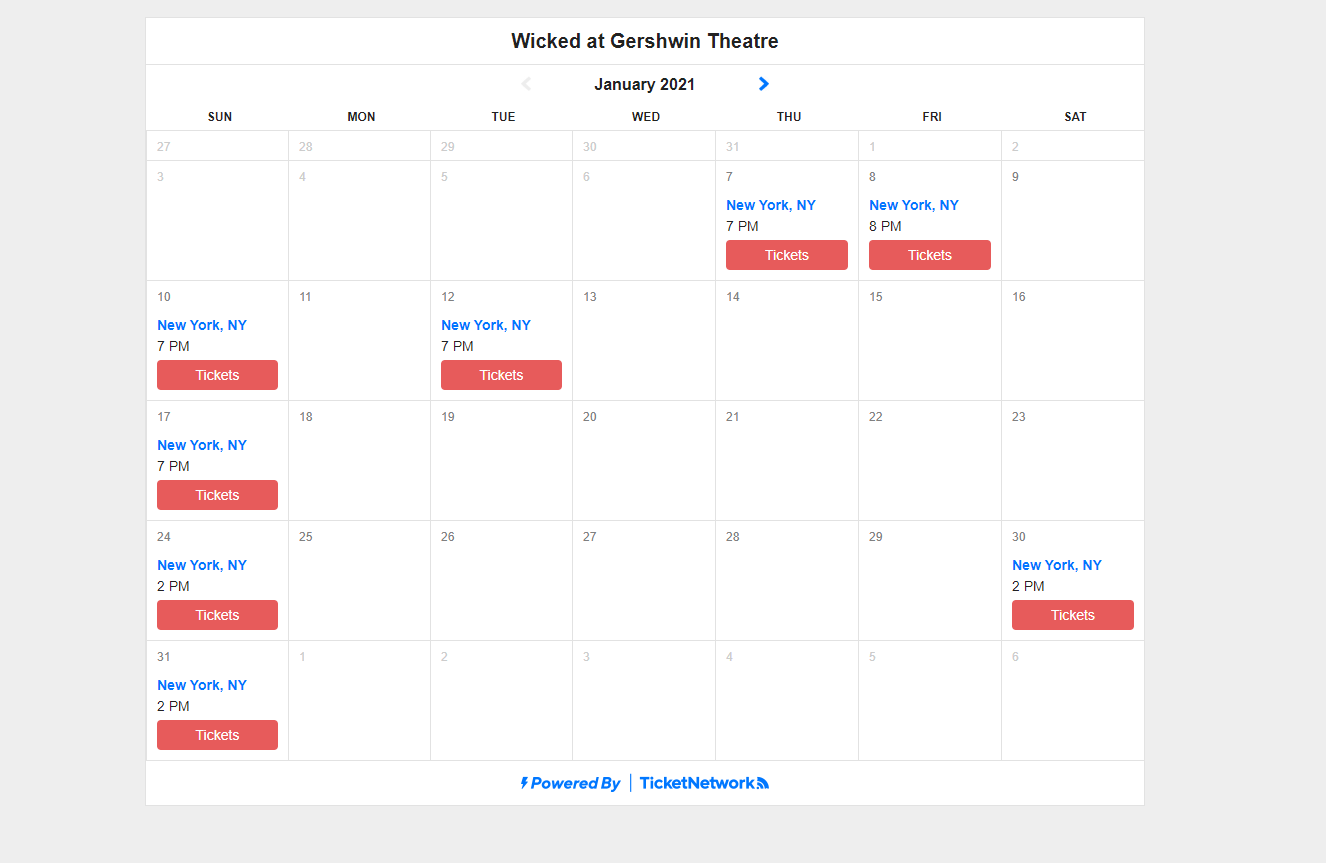 Wicked at Gershwin Theatre
January 2021
SUN MON TUE WED THU FRI SAT
27 28 29 30 31 1 2
3 4 5 6 7 8 9
New York, NY New York, NY
7 PM 8 PM
Tickets Tickets
10 11 12 13 14 15 16
New York, NY New York, NY
7 PM 7 PM
Tickets Tickets
17 18 19 20 21 22 23
New York, NY
7 PM
Tickets
24 25 26 27 28 29 30
New York, NY New York, NY
2 PM 2 PM
Tickets Tickets
31 1 2 3 4 5 6
New York, NY
2 PM
Tickets
Powered By | TicketNetwork